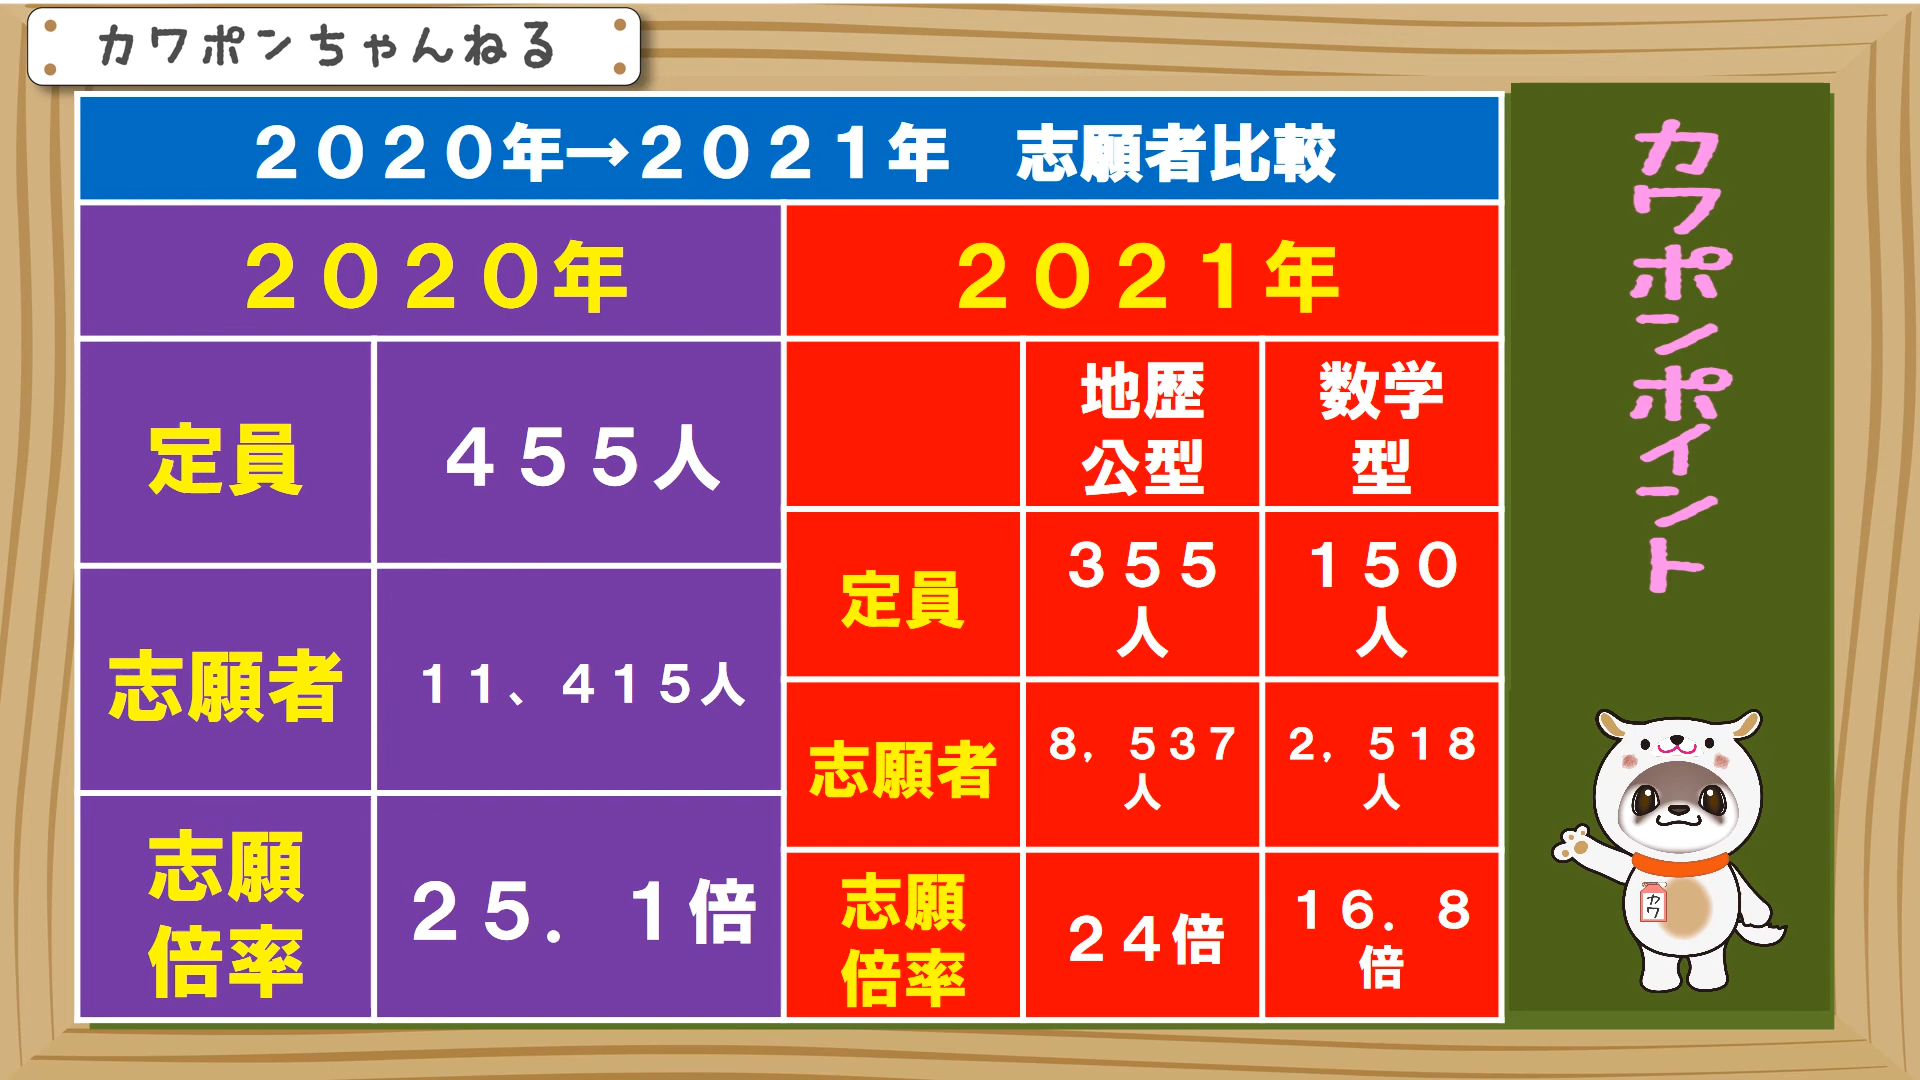 カワポンちゃんねる
２０２０年→２０２１年　志願者比較
２０２０年
２０２１年
定員
４５５人
志願者
１１、４１５人
志願
倍率
２５．１倍
地歴
公型
数学
型
定員
３５５
人
１５０
人
志願者
８，５３７
人
２，５１８
人
志願
倍率
２４倍
１６．８
倍
カワポンポイント
カワ